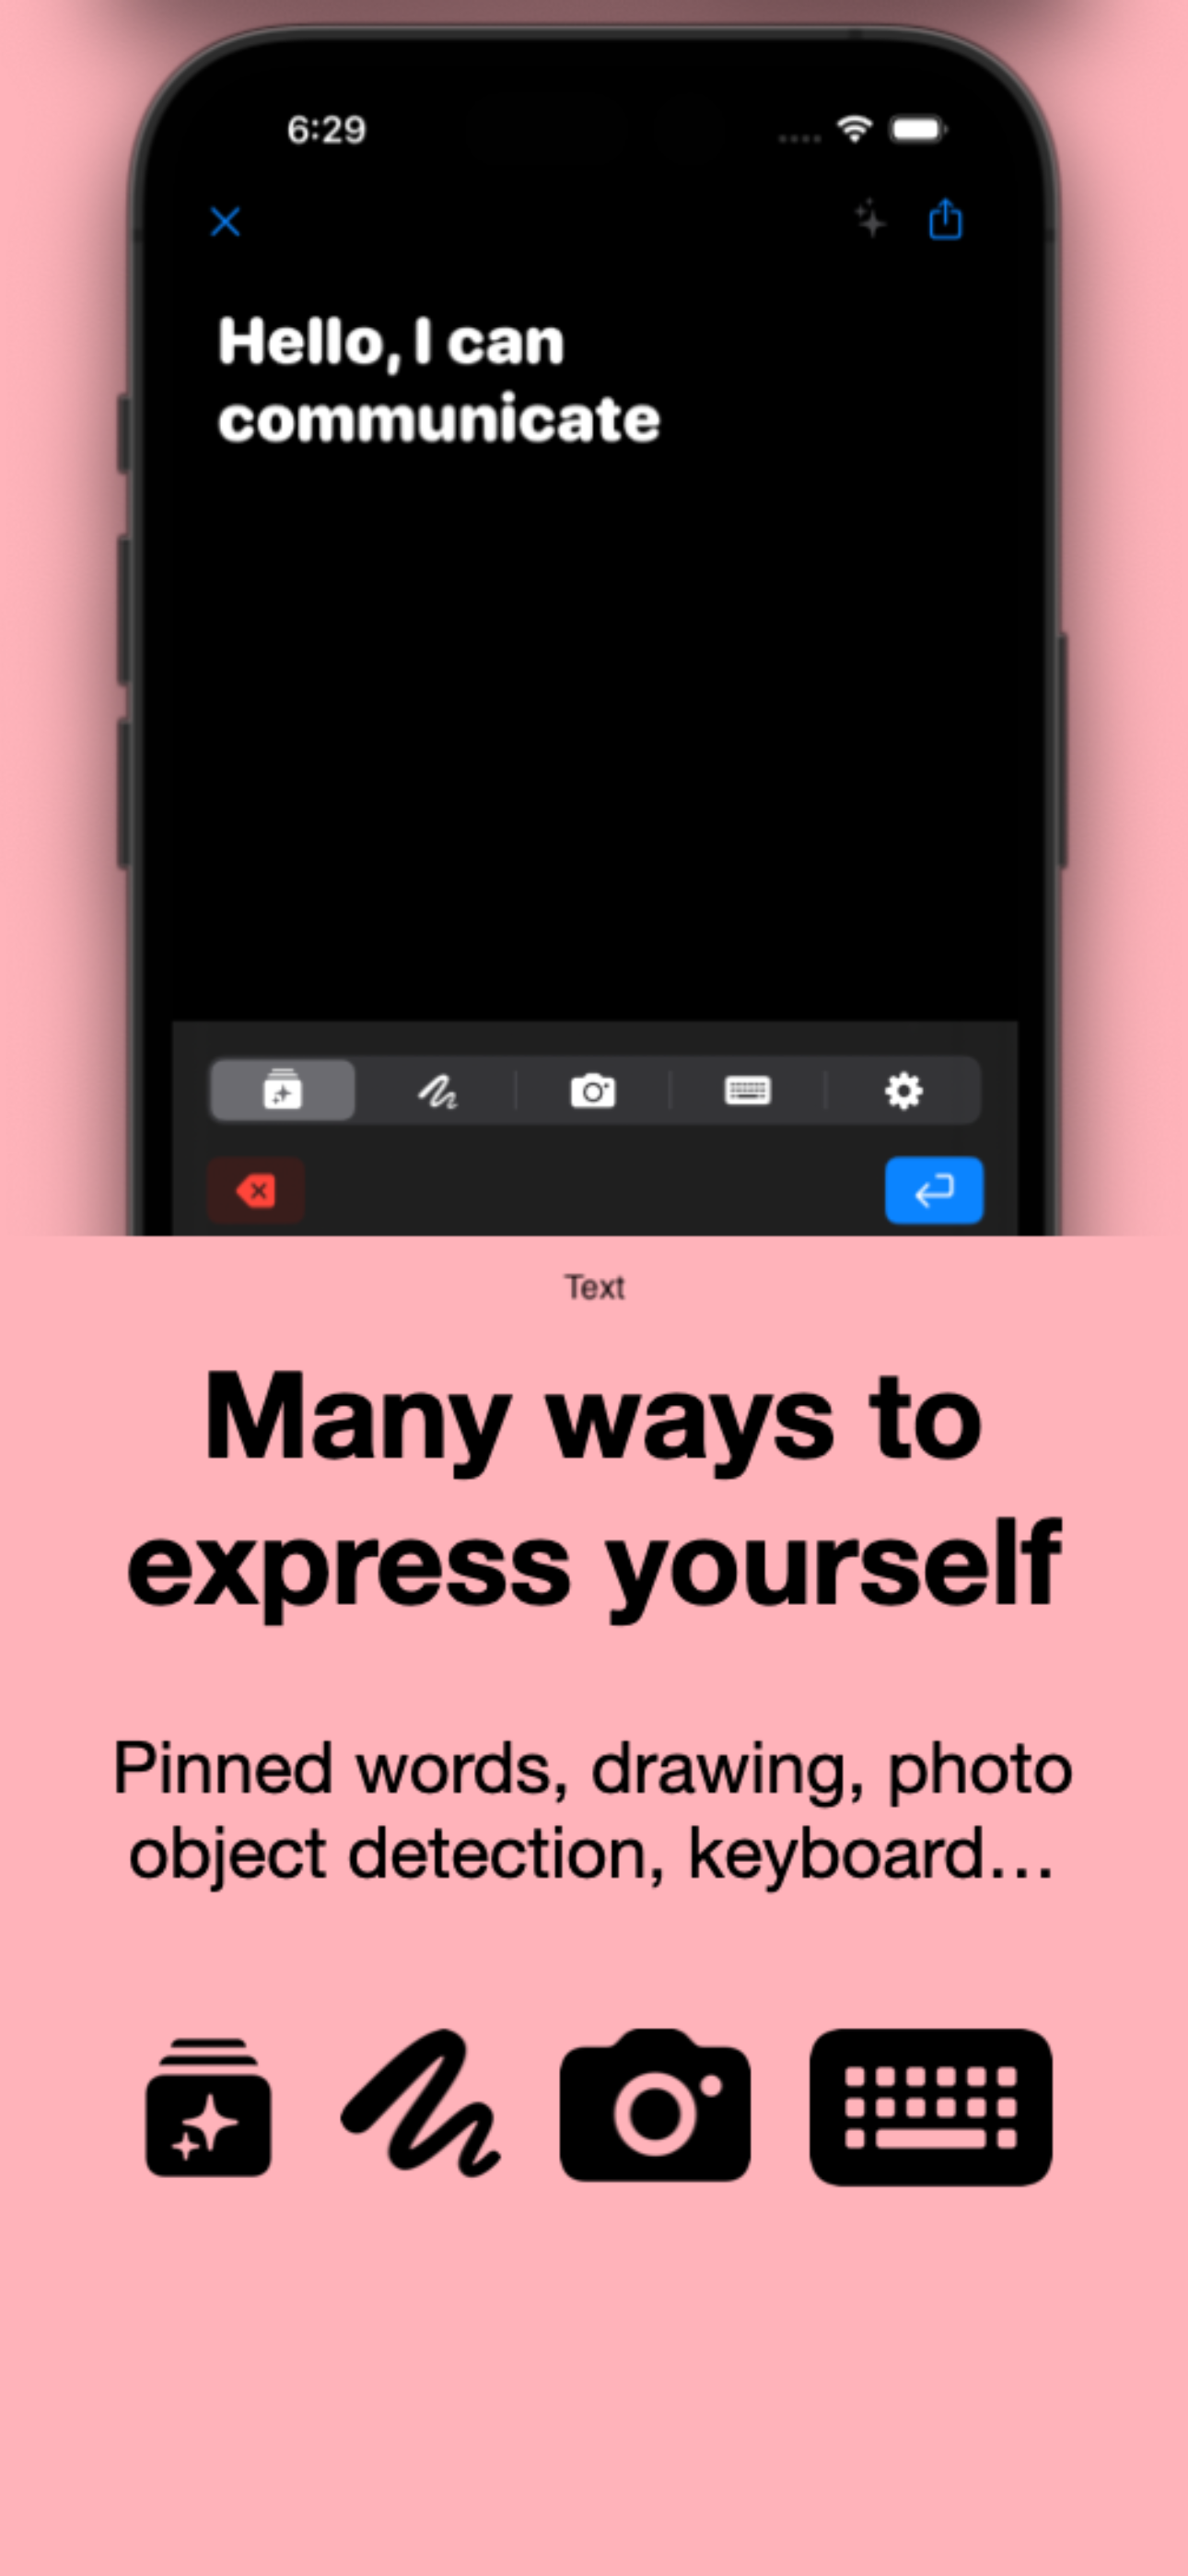 6:29
Hello, I can
communicate
Text
Many ways to
express yourself
Pinned words, drawing, photo
object detection, keyboard...